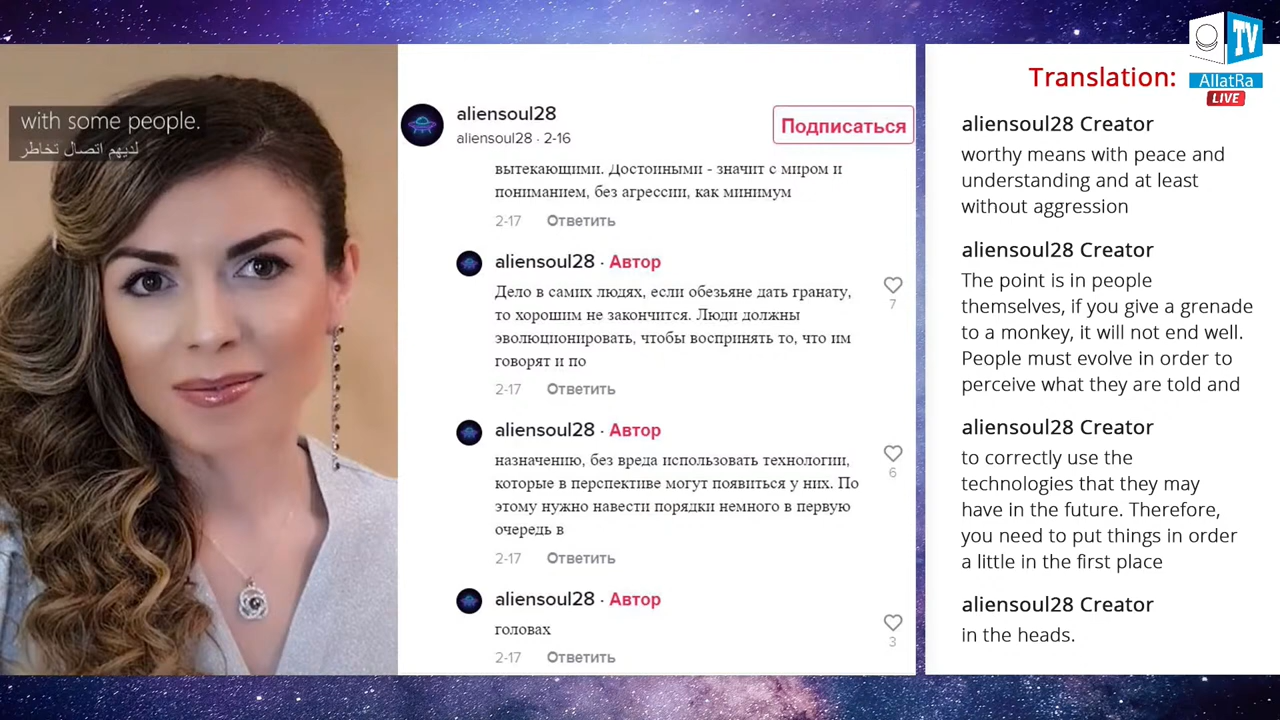 with some people.
لديهم اتصال تخاطر
aliensoul28
aliensoul28 · 2-16
Подписаться
вытекающими. Достойными - значит с миром и
пониманием, без агрессии, как минимум
2-17 Ответить
aliensoul28 · Автор
Дело в самих людях, если обезьяне дать гранату,
то хорошим не закончится. Люди должны
эволюционировать, чтобы воспринять то, что им
говорят и по
7
2-17 Ответить
aliensoul28 · Автор
назначению, без вреда использовать технологии,
которые в перспективе могут появиться у них. По
этому нужно навести порядки немного в первую
очередь в
6
2-17 Ответить
aliensoul28 · Автор
головах
3
2-17 Ответить
TV
AllatRa
LIVE
Translation:
aliensoul28 Creator
worthy means with peace and
understanding and at least
without aggression
aliensoul28 Creator
The point is in people
themselves, if you give a grenade
to a monkey, it will not end well.
People must evolve in order to
perceive what they are told and
aliensoul28 Creator
to correctly use the
technologies that they may
have in the future. Therefore,
you need to put things in order
a little in the first place
aliensoul28 Creator
in the heads.